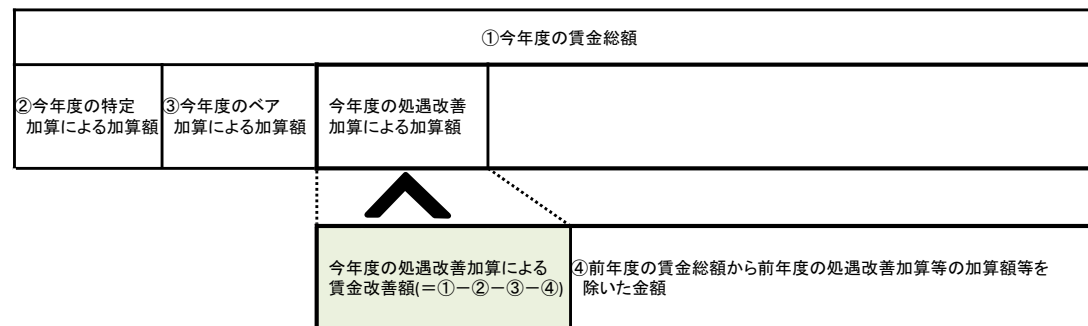 ①今年度の賃金総額
②今年度の特定
加算による加算額
③今年度のベア
加算による加算額
今年度の処遇改善
加算による加算額
今年度の処遇改善加算による
賃金改善額(=①-②-③-④)
④前年度の賃金総額から前年度の処遇改善加算等の加算額等を
除いた金額